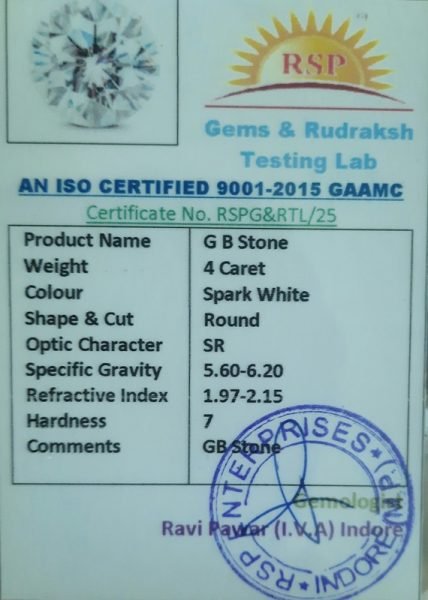 RSP
Gems & Rudraksh
Testing Lab
AN ISO CERTIFIED 9001-2015 GAAMC
Certificate No. RSPG&RTL/25
Product Name G B Stone
Weight 4 Caret
Colour Spark White
Shape & Cut Round
Optic Character SR
Specific Gravity 5.60-6.20
Refractive Index 1.97-2.15
Hardness 7
Comments GB Stone
Gemologist
Ravi Pawar (I.V.A) Indore
RSP ENTERPRISES * INDORE (M.P.) *